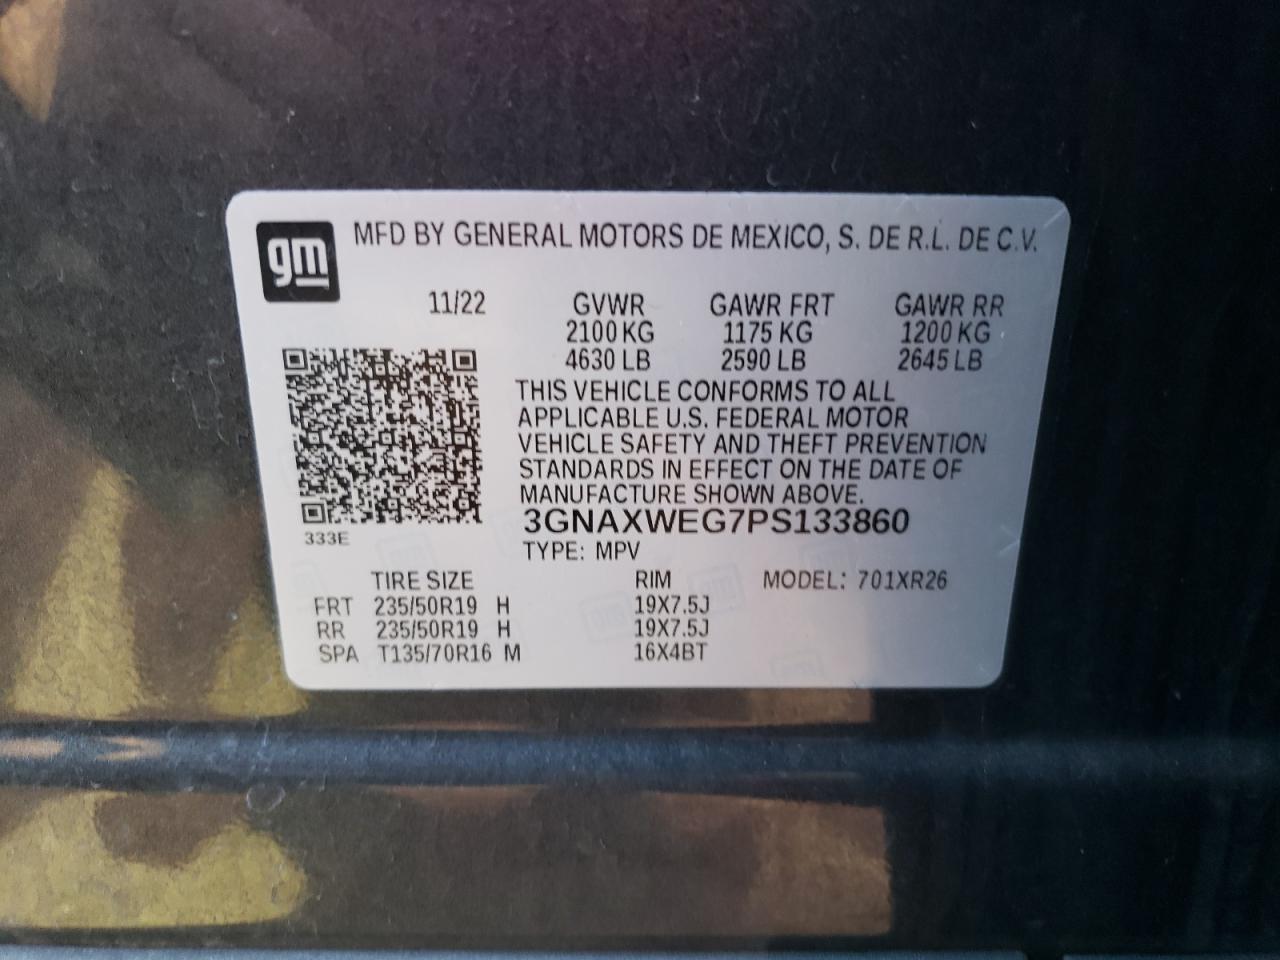 gm
MFD BY GENERAL MOTORS DE MEXICO, S. DE R.L. DE C.V.
11/22 GVWR GAWR FRT GAWR RR
2100 KG 1175 KG 1200 KG
4630 LB 2590 LB 2645 LB
THIS VEHICLE CONFORMS TO ALL
APPLICABLE U.S. FEDERAL MOTOR
VEHICLE SAFETY AND THEFT PREVENTION
STANDARDS IN EFFECT ON THE DATE OF
MANUFACTURE SHOWN ABOVE.
3GNAXWEG7PS133860
333E
TYPE: MPV
TIRE SIZE RIM MODEL: 701XR26
FRT 235/50R19 H 19X7.5J
RR 235/50R19 H 19X7.5J
SPA T135/70R16 M 16X4BT